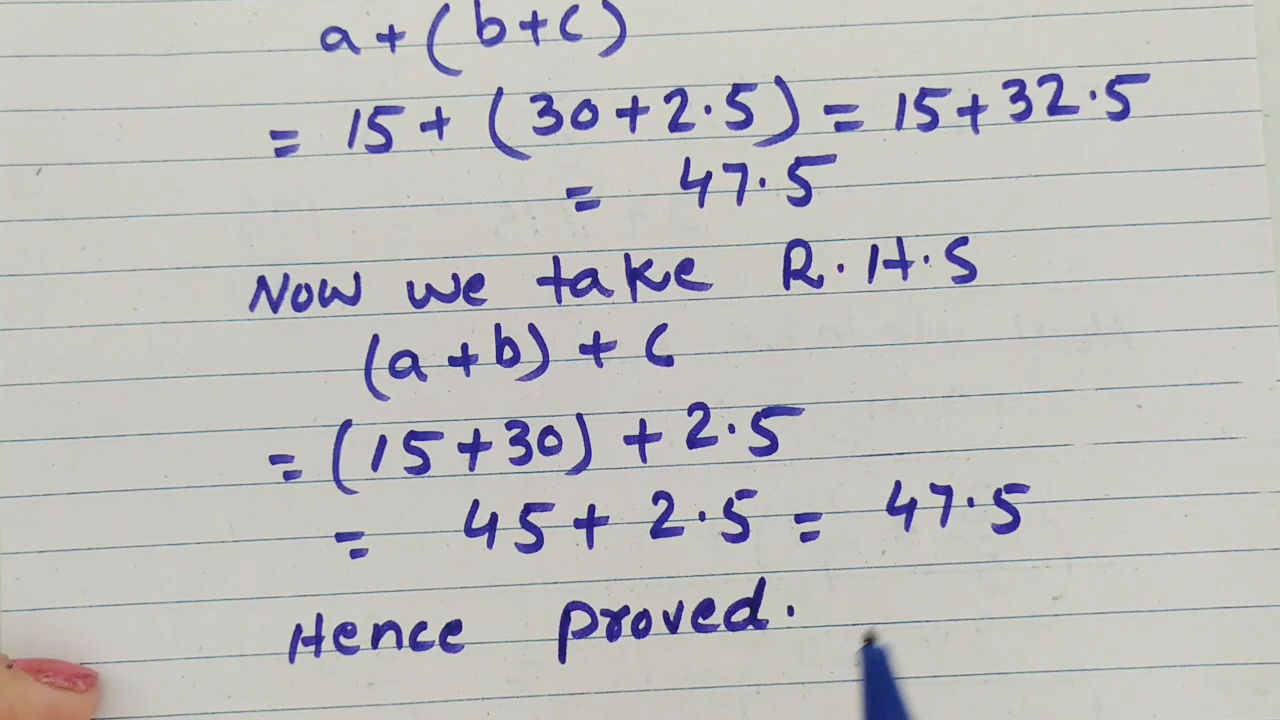 a + (b + c)
= 15 + (30 + 2.5) = 15 + 32.5
= 47.5
Now we take R.H.S
(a + b) + c
= (15 + 30) + 2.5
= 45 + 2.5 = 47.5
Hence proved.